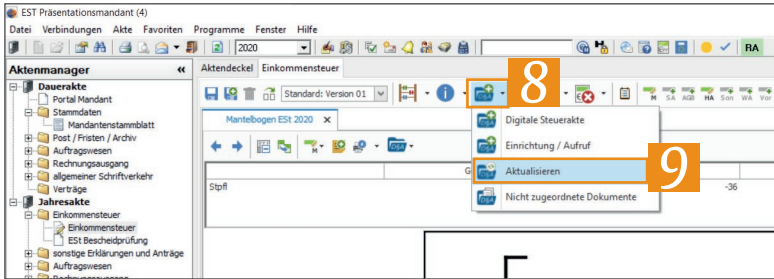 EST Präsentationsmandant (4)
Datei Verbindungen Akte Favoriten Programme Fenster Hilfe
2020 RA
Aktenmanager «
Dauerakte
Portal Mandant
Stammdaten
Mandantenstammblatt
Post / Fristen / Archiv
Auftragswesen
Rechnungsausgang
allgemeiner Schriftverkehr
Verträge
Jahresakte
Einkommensteuer
Einkommensteuer
ESt Bescheidprüfung
sonstige Erklärungen und Anträge
Auftragswesen
Rechnungsausgang
Aktendeckel Einkommensteuer
Standard: Version 01
8
M SA AGB HA Son WA Vor
Mantelbogen ESt 2020 x
Digitale Steuerakte
Einrichtung / Aufruf
Aktualisieren
9
Nicht zugeordnete Dokumente
G
Stpfl -36